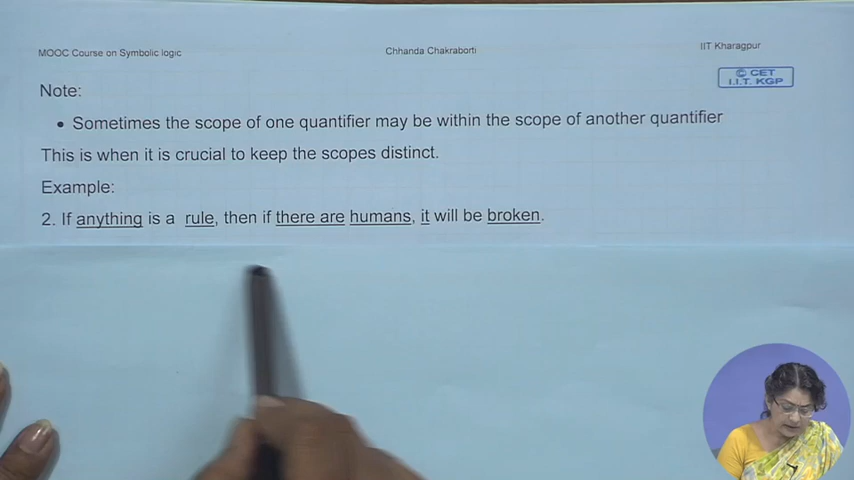 MOOC Course on Symbolic logic
Chhanda Chakraborti
IIT Kharagpur
© CET
I.I.T. KGP
Note:
• Sometimes the scope of one quantifier may be within the scope of another quantifier
This is when it is crucial to keep the scopes distinct.
Example:
2. If anything is a rule, then if there are humans, it will be broken.